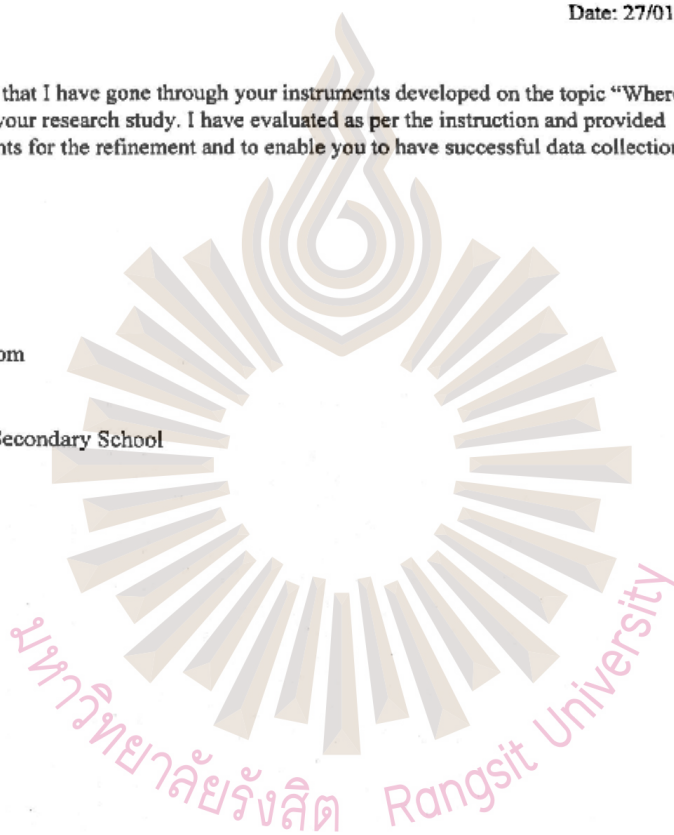 Date: 27/01
that I have gone through your instruments developed on the topic “Where
your research study. I have evaluated as per the instruction and provided
nts for the refinement and to enable you to have successful data collection
om
Secondary School
มหาวิทยาลัยรังสิต Rangsit University